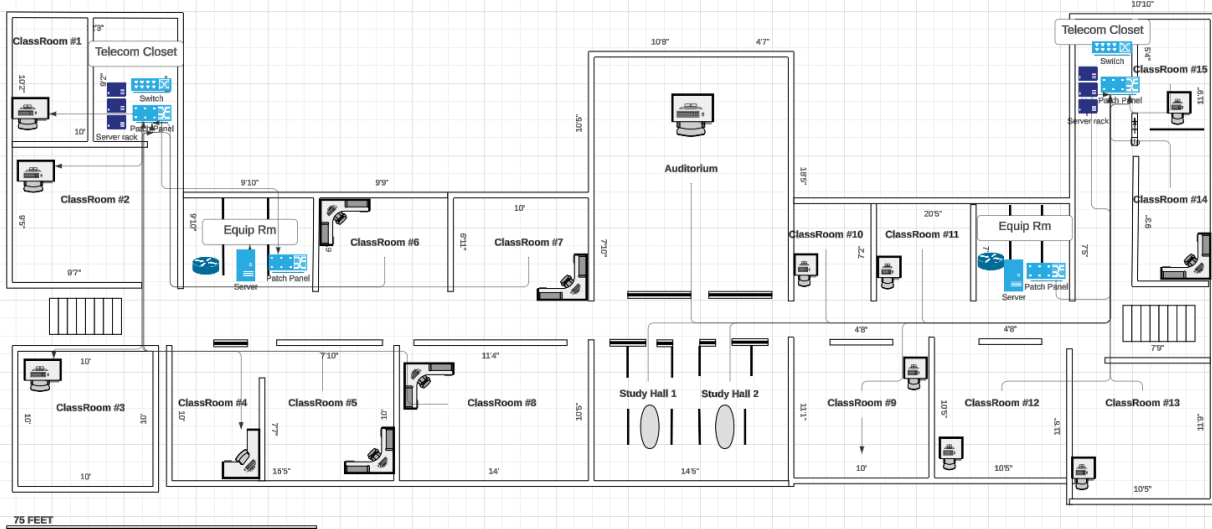 10'10"
ClassRoom #1
2'3"
Telecom Closet
10'2"
8'2"
Switch
Patch Panel
Server rack
10'
10'8"
4'7"
10'5"
Auditorium
18'5"
Telecom Closet
Switch
5'4"
ClassRoom #15
Patch Panel
Server rack
11'9"
ClassRoom #2
9'5"
9'7"
9'10"
9'9"
9'10"
Equip Rm
Server
Patch Panel
ClassRoom #6
6'11"
10'
ClassRoom #7
7'10"
ClassRoom #10
7'2"
20'5"
ClassRoom #11
Equip Rm
Server
Patch Panel
7'5"
ClassRoom #14
9'3"
10'
ClassRoom #3
10'
10'
10'
7'10"
ClassRoom #4
10'
7'7"
ClassRoom #5
10'
16'5"
11'4"
ClassRoom #8
10'5"
14'
Study Hall 1
Study Hall 2
14'5"
4'8"
4'8"
7'9"
ClassRoom #9
11'1"
10'
ClassRoom #12
10'5"
11'9"
10'5"
ClassRoom #13
11'9"
10'5"
75 FEET